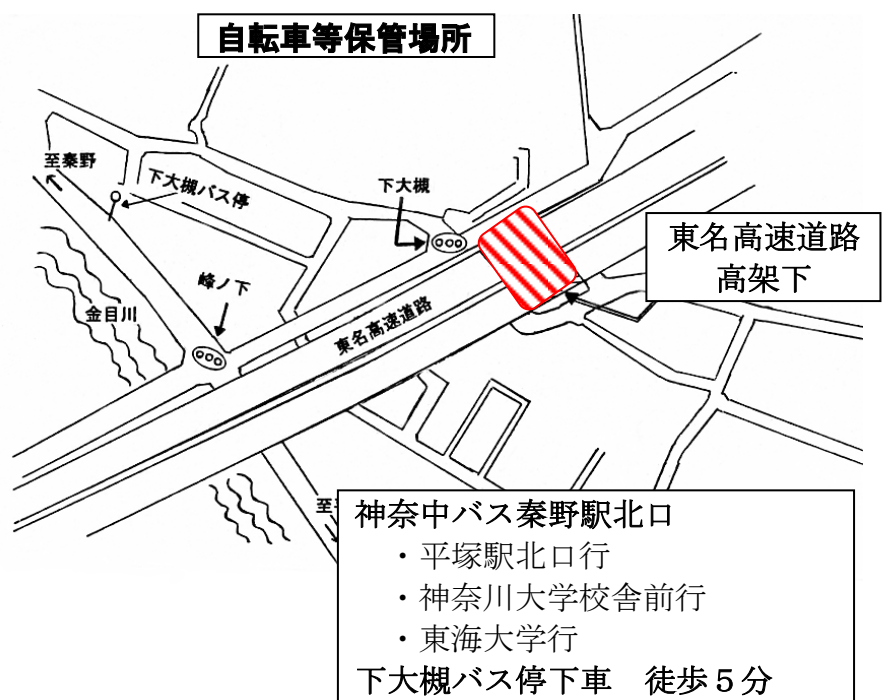 自転車等保管場所
至秦野
下大槻バス停
下大槻
東名高速道路
高架下
峰ノ下
金目川
東名高速道路
至
神奈中バス秦野駅北口
・平塚駅北口行
・神奈川大学校舎前行
・東海大学行
下大槻バス停下車　徒歩５分